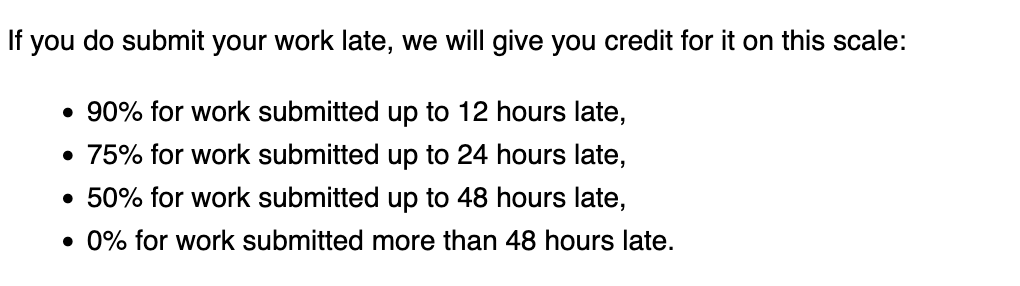 If you do submit your work late, we will give you credit for it on this scale:
• 90% for work submitted up to 12 hours late,
• 75% for work submitted up to 24 hours late,
• 50% for work submitted up to 48 hours late,
• 0% for work submitted more than 48 hours late.